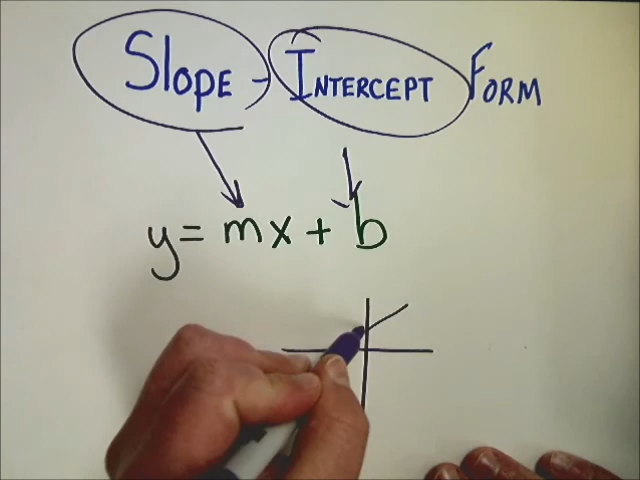 SLOPE - INTERCEPT FORM
y = mx + b